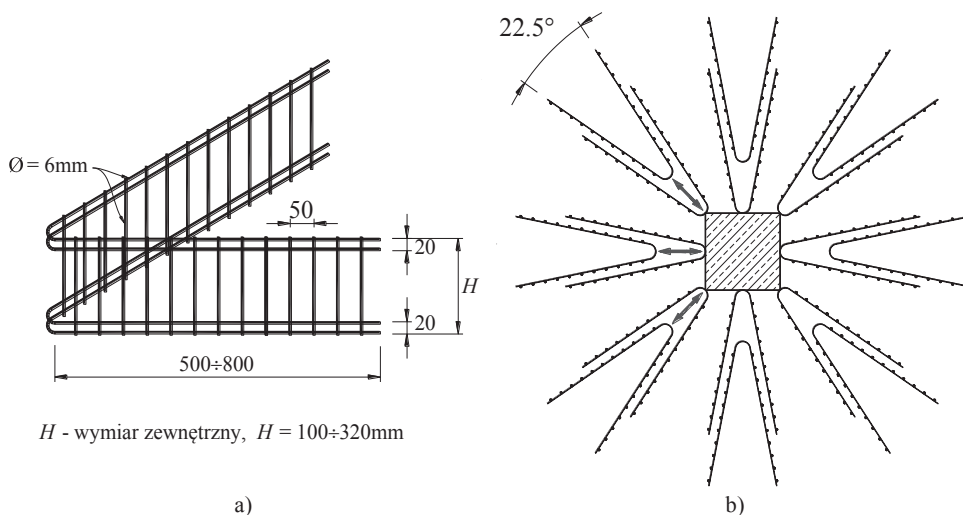 Ø = 6mm
50
20
H
20
500÷800
H - wymiar zewnętrzny, H = 100÷320mm
a)
22.5°
b)